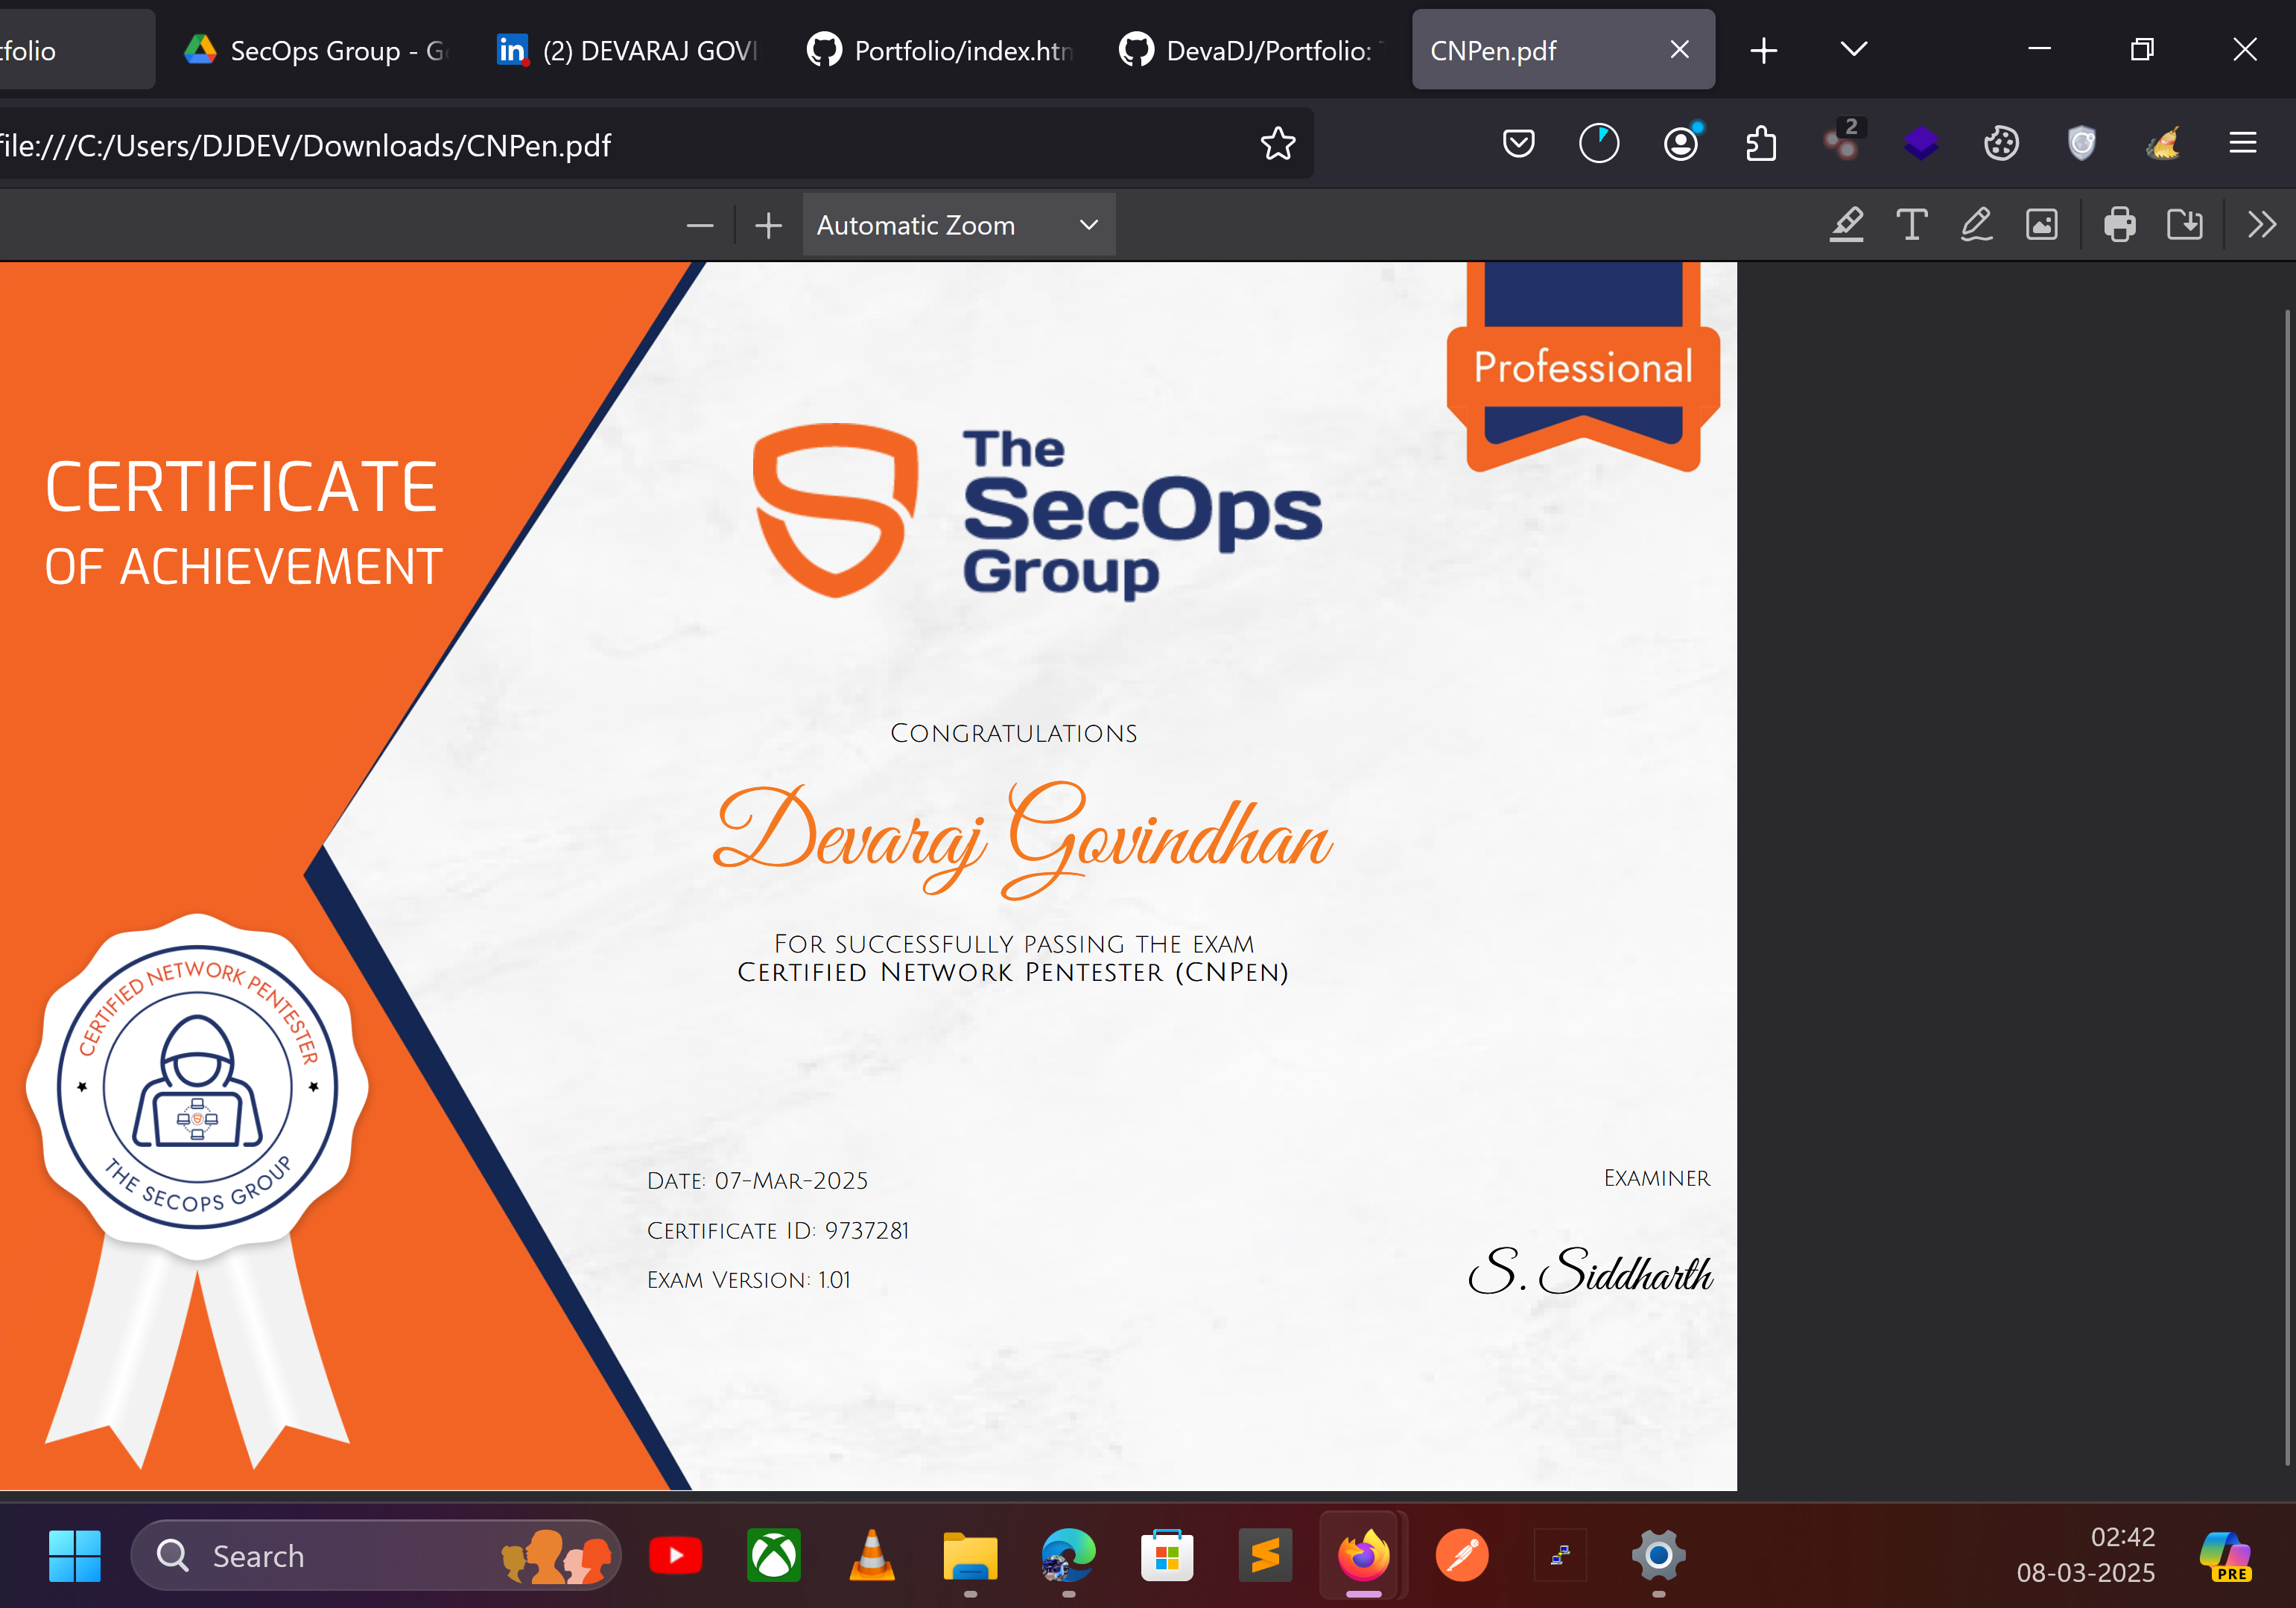 tfolio
SecOps Group - Go
(2) DEVARAJ GOVI
Portfolio/index.htm
DevaDJ/Portfolio:
CNPen.pdf
file:///C:/Users/DJDEV/Downloads/CNPen.pdf
2
Automatic Zoom
Professional
CERTIFICATE
OF ACHIEVEMENT
The
SecOps
Group
Congratulations
Devaraj Govindhan
For successfully passing the exam
Certified Network Pentester (CNPen)
CERTIFIED NETWORK PENTESTER
THE SECOPS GROUP
Date: 07-Mar-2025
Certificate ID: 9737281
Exam Version: 1.01
Examiner
S. Siddharth
Search
02:42
08-03-2025
PRE